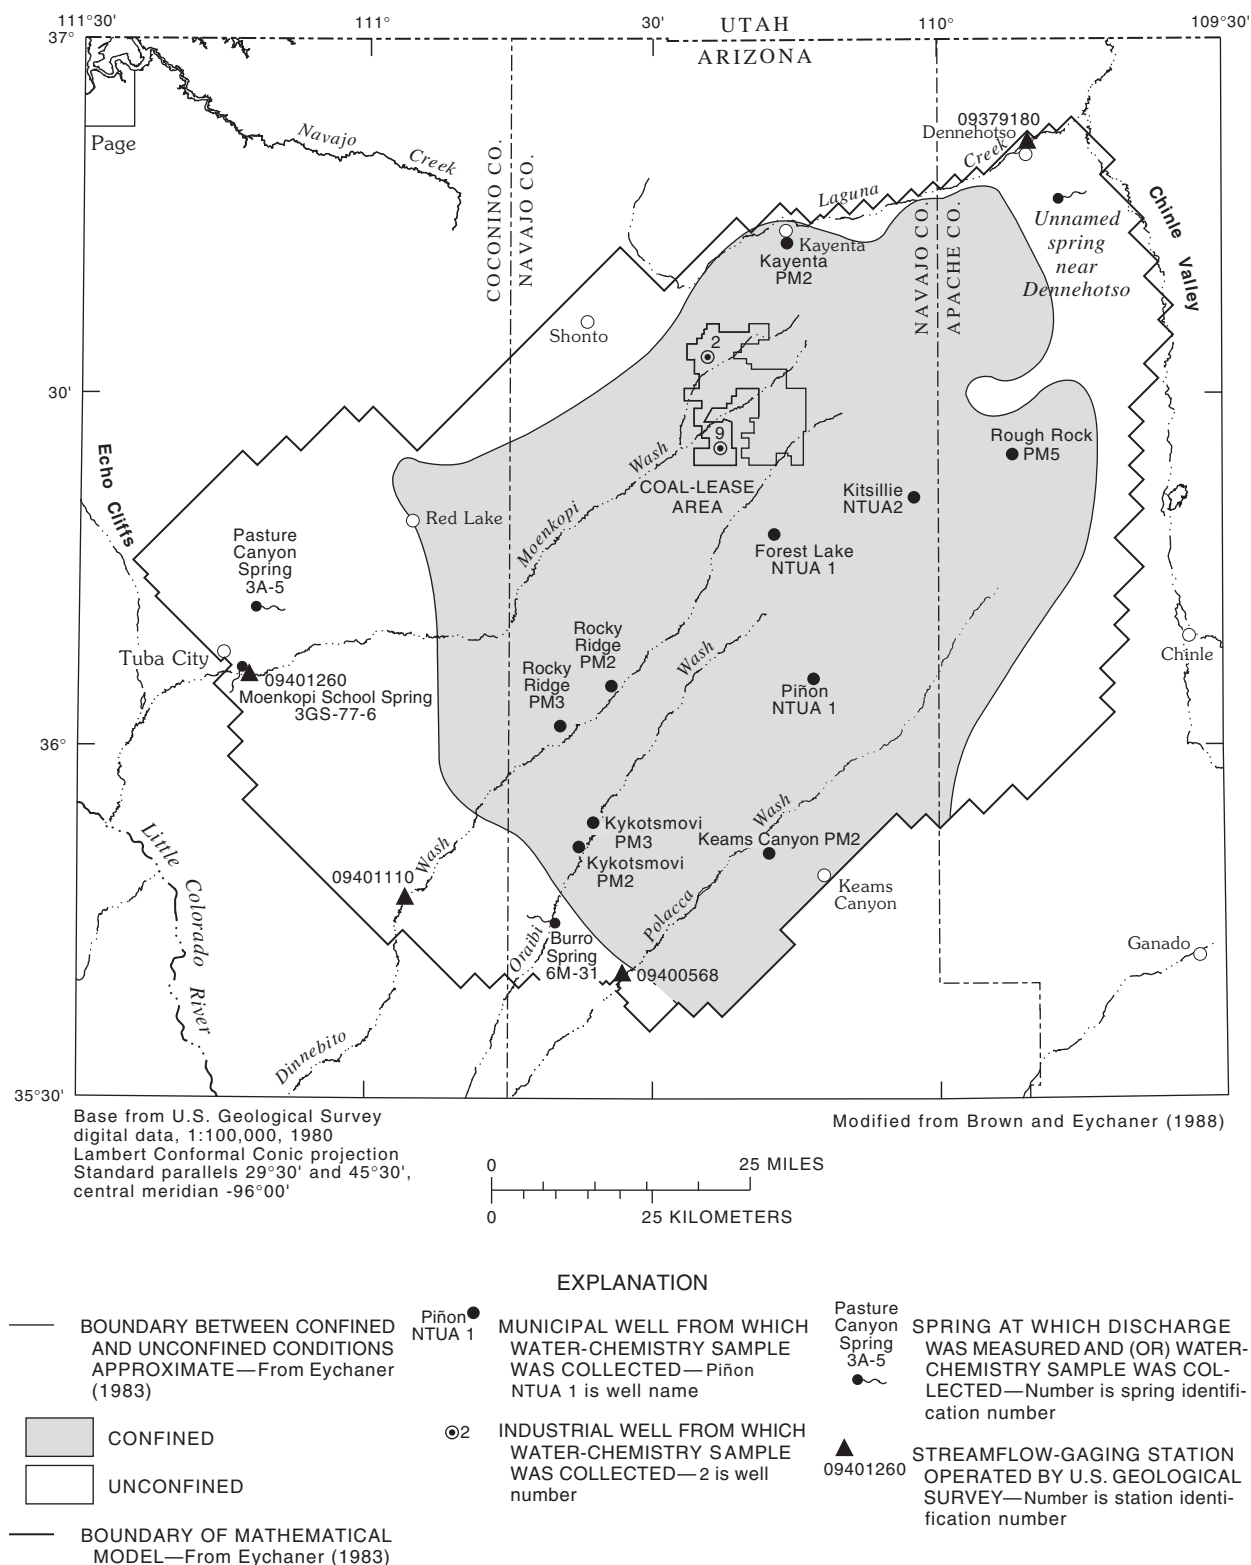 111°30'
111°
30'
110°
109°30'
UTAH
ARIZONA
37°
Page
Navajo
Creek
COCONINO CO.
NAVAJO CO.
09379180
Dennehotso
Creek
Laguna
Chinle Valley
Unnamed
spring
near
Dennehotso
NAVAJO CO.
APACHE CO.
Kayenta
Kayenta
PM2
Shonto
2
30'
9
COAL-LEASE
AREA
Rough Rock
PM5
Kitsillie
NTUA2
Echo Cliffs
Red Lake
Moenkopi
Wash
Forest Lake
NTUA 1
Pasture
Canyon
Spring
3A-5
Tuba City
09401260
Moenkopi School Spring
3GS-77-6
Rocky
Ridge
PM2
Rocky
Ridge
PM3
Wash
Piñon
NTUA 1
Chinle
36°
Little
Colorado
River
Wash
09401110
Kykotsmovi
PM3
Kykotsmovi
PM2
Wash
Keams Canyon PM2
Keams
Canyon
Polacca
Oraibi
Burro
Spring
6M-31
09400568
Ganado
Dinnebito
35°30'
Base from U.S. Geological Survey
digital data, 1:100,000, 1980
Lambert Conformal Conic projection
Standard parallels 29°30' and 45°30',
central meridian -96°00'
Modified from Brown and Eychaner (1988)
0
25 MILES
0
25 KILOMETERS
EXPLANATION
BOUNDARY BETWEEN CONFINED
AND UNCONFINED CONDITIONS
APPROXIMATE—From Eychaner
(1983)
CONFINED
UNCONFINED
BOUNDARY OF MATHEMATICAL
MODEL—From Eychaner (1983)
Piñon
NTUA 1
MUNICIPAL WELL FROM WHICH
WATER-CHEMISTRY SAMPLE
WAS COLLECTED—Piñon
NTUA 1 is well name
2
INDUSTRIAL WELL FROM WHICH
WATER-CHEMISTRY SAMPLE
WAS COLLECTED—2 is well
number
Pasture
Canyon
Spring
3A-5
SPRING AT WHICH DISCHARGE
WAS MEASURED AND (OR) WATER-
CHEMISTRY SAMPLE WAS COL-
LECTED—Number is spring identifi-
cation number
09401260
STREAMFLOW-GAGING STATION
OPERATED BY U.S. GEOLOGICAL
SURVEY—Number is station identi-
fication number